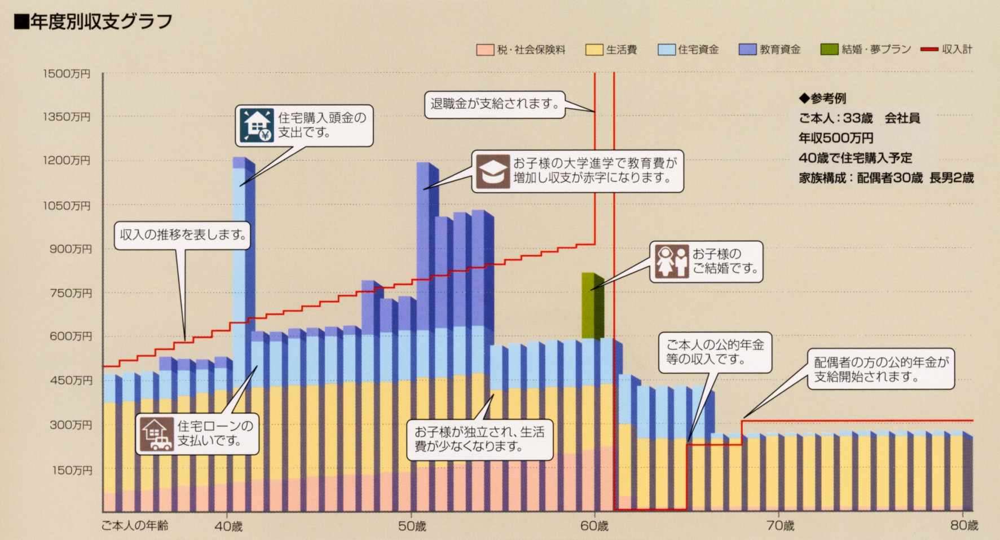 ■年度別収支グラフ
税・社会保険料 生活費 住宅資金 教育資金 結婚・夢プラン 収入計
1500万円
1350万円
1200万円
1050万円
900万円
750万円
600万円
450万円
300万円
150万円
収入の推移を表します。
住宅購入頭金の
支出です。
住宅ローンの
支払いです。
退職金が支給されます。
お子様の大学進学で教育費が
増加し収支が赤字になります。
お子様が独立され、生活
費が少なくなります。
お子様の
ご結婚です。
ご本人の公的年金
等の収入です。
配偶者の方の公的年金が
支給開始されます。
◆参考例
ご本人：33歳 会社員
年収500万円
40歳で住宅購入予定
家族構成：配偶者30歳 長男2歳
ご本人の年齢 40歳 50歳 60歳 70歳 80歳